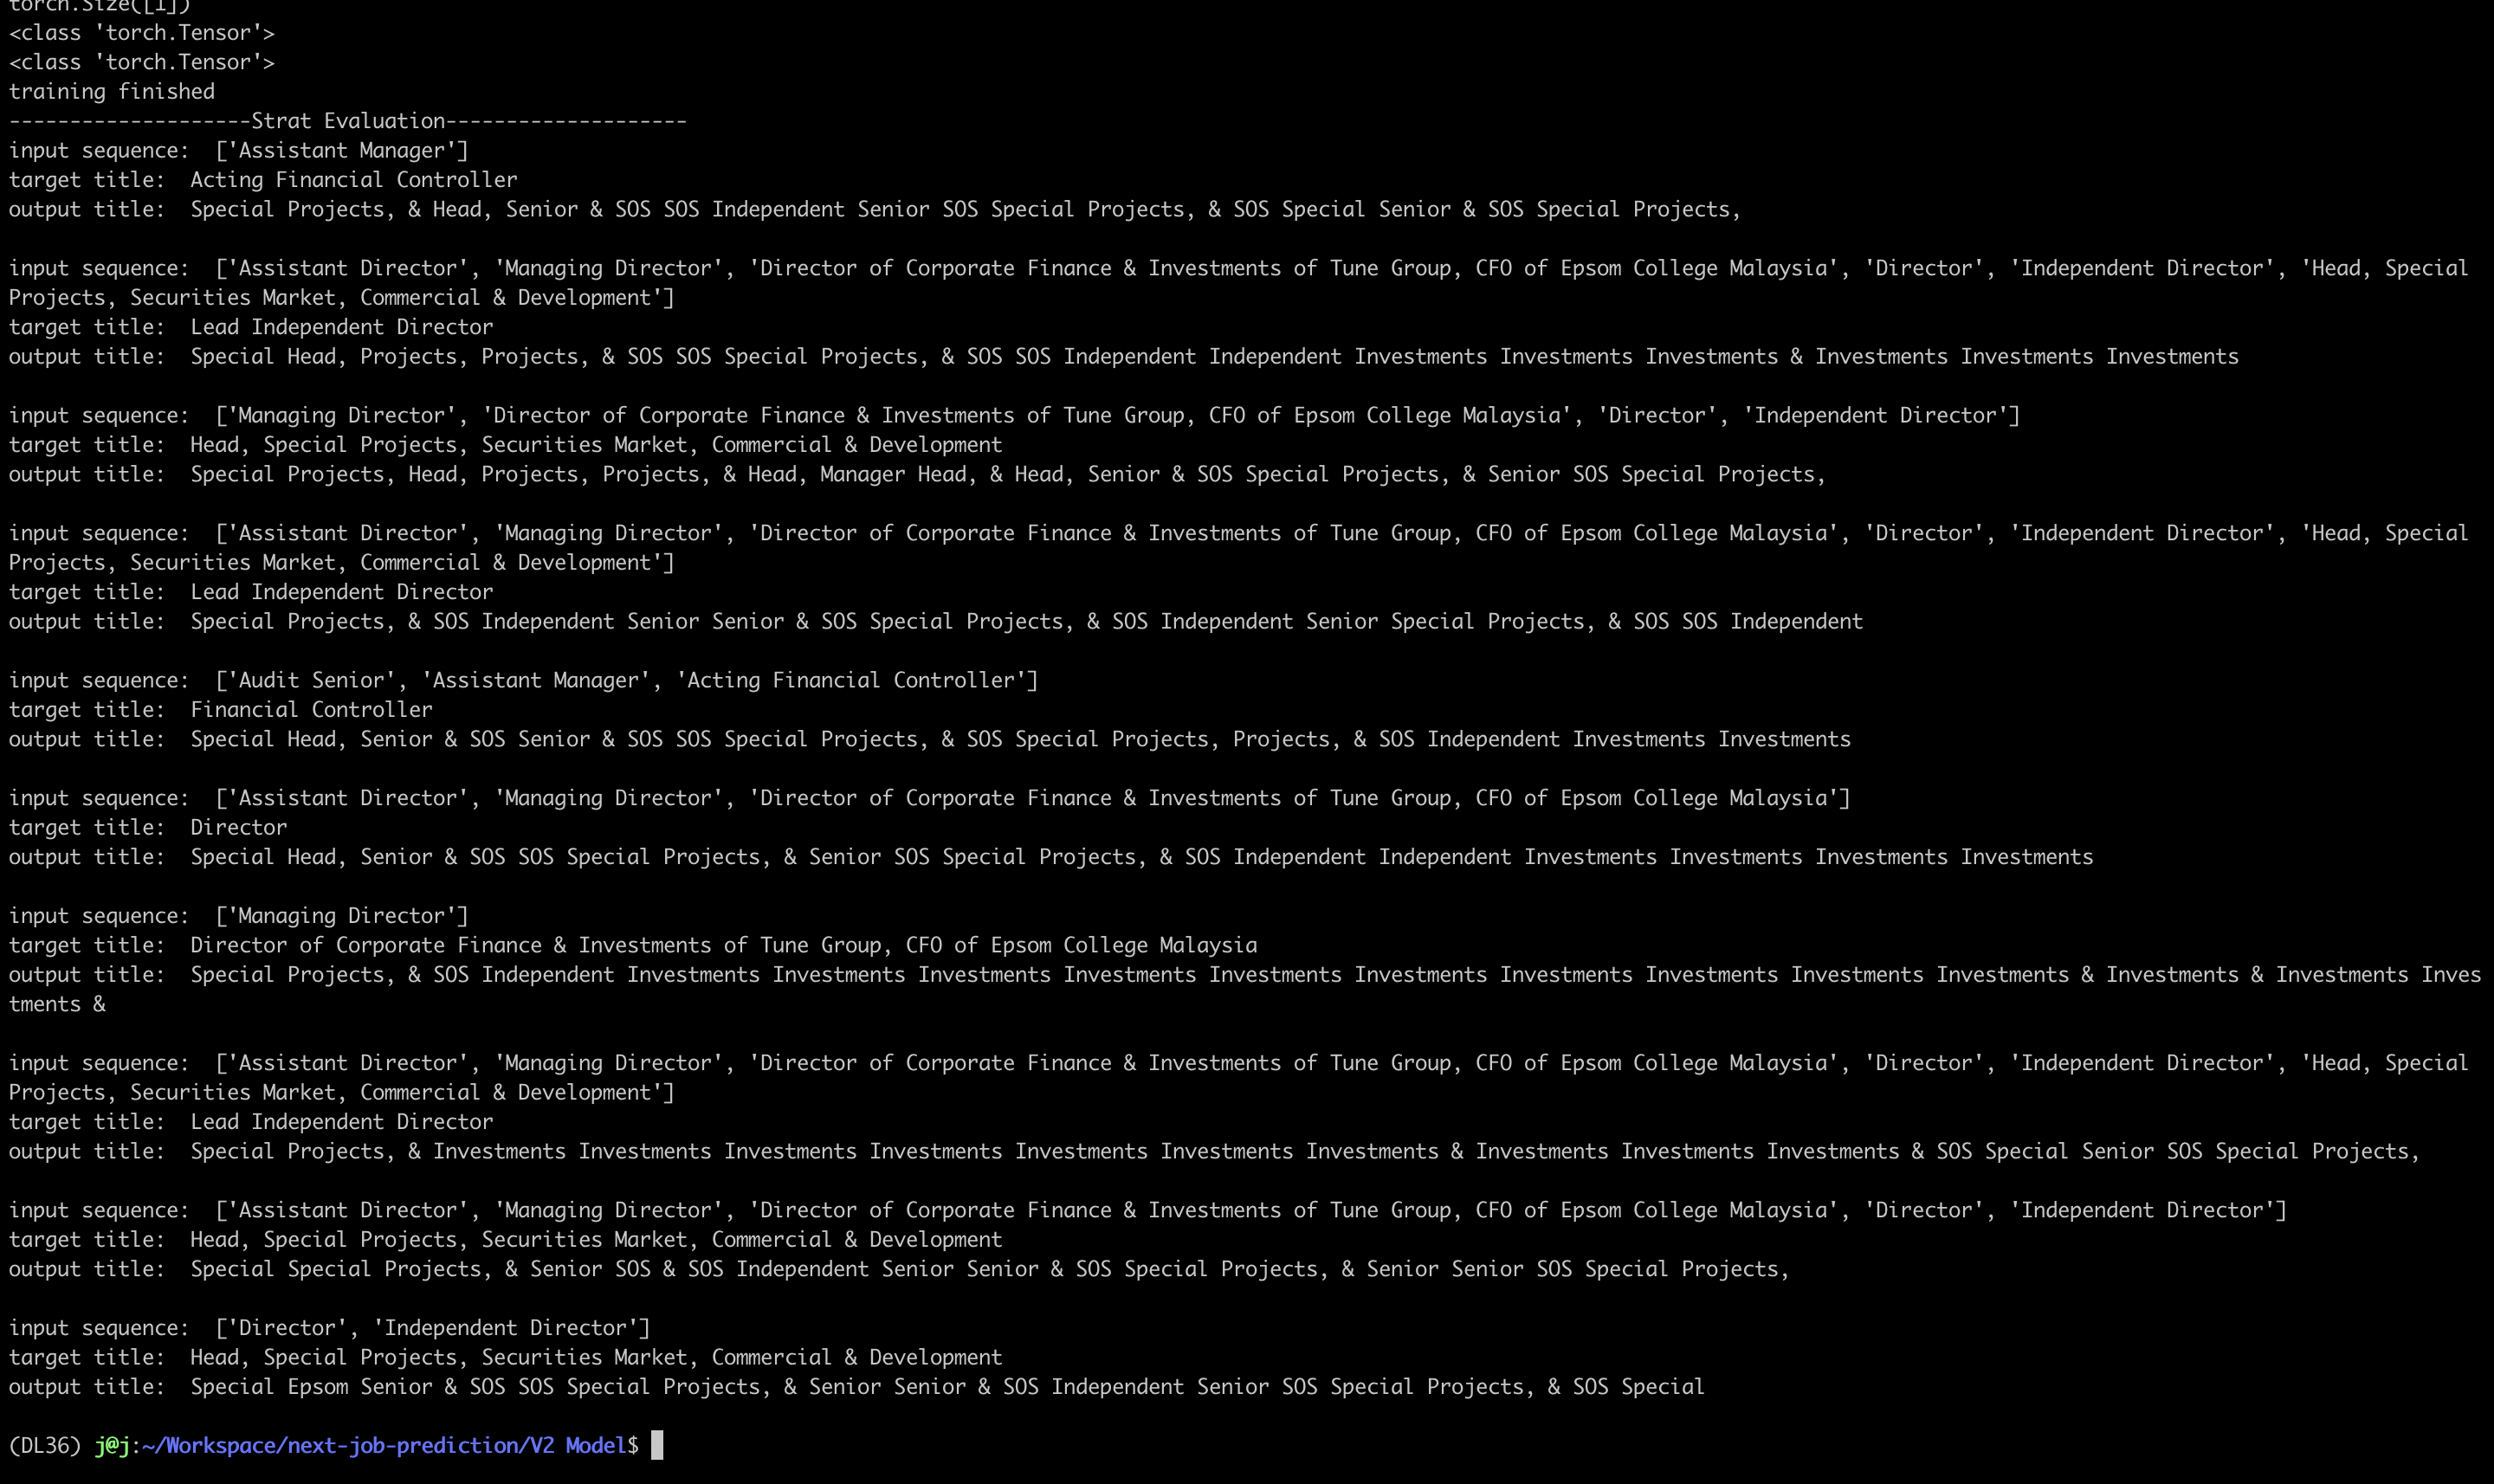 torch.Size([1])
<class 'torch.Tensor'>
<class 'torch.Tensor'>
training finished
--------------------Strat Evaluation--------------------
input sequence:  ['Assistant Manager']
target title:  Acting Financial Controller
output title:  Special Projects, & Head, Senior & SOS SOS Independent Senior SOS Special Projects, & SOS Special Senior & SOS Special Projects,

input sequence:  ['Assistant Director', 'Managing Director', 'Director of Corporate Finance & Investments of Tune Group, CFO of Epsom College Malaysia', 'Director', 'Independent Director', 'Head, Special
Projects, Securities Market, Commercial & Development']
target title:  Lead Independent Director
output title:  Special Head, Projects, Projects, & SOS SOS Special Projects, & SOS SOS Independent Independent Investments Investments Investments & Investments Investments Investments

input sequence:  ['Managing Director', 'Director of Corporate Finance & Investments of Tune Group, CFO of Epsom College Malaysia', 'Director', 'Independent Director']
target title:  Head, Special Projects, Securities Market, Commercial & Development
output title:  Special Projects, Head, Projects, Projects, & Head, Manager Head, & Head, Senior & SOS Special Projects, & Senior SOS Special Projects,

input sequence:  ['Assistant Director', 'Managing Director', 'Director of Corporate Finance & Investments of Tune Group, CFO of Epsom College Malaysia', 'Director', 'Independent Director', 'Head, Special
Projects, Securities Market, Commercial & Development']
target title:  Lead Independent Director
output title:  Special Projects, & SOS Independent Senior Senior & SOS Special Projects, & SOS Independent Senior Special Projects, & SOS SOS Independent

input sequence:  ['Audit Senior', 'Assistant Manager', 'Acting Financial Controller']
target title:  Financial Controller
output title:  Special Head, Senior & SOS Senior & SOS SOS Special Projects, & SOS Special Projects, Projects, & SOS Independent Investments Investments

input sequence:  ['Assistant Director', 'Managing Director', 'Director of Corporate Finance & Investments of Tune Group, CFO of Epsom College Malaysia']
target title:  Director
output title:  Special Head, Senior & SOS SOS Special Projects, & Senior SOS Special Projects, & SOS Independent Independent Investments Investments Investments Investments

input sequence:  ['Managing Director']
target title:  Director of Corporate Finance & Investments of Tune Group, CFO of Epsom College Malaysia
output title:  Special Projects, & SOS Independent Investments Investments Investments Investments Investments Investments Investments Investments Investments Investments & Investments & Investments Inves
tments &

input sequence:  ['Assistant Director', 'Managing Director', 'Director of Corporate Finance & Investments of Tune Group, CFO of Epsom College Malaysia', 'Director', 'Independent Director', 'Head, Special
Projects, Securities Market, Commercial & Development']
target title:  Lead Independent Director
output title:  Special Projects, & Investments Investments Investments Investments Investments Investments Investments & Investments Investments Investments & SOS Special Senior SOS Special Projects,

input sequence:  ['Assistant Director', 'Managing Director', 'Director of Corporate Finance & Investments of Tune Group, CFO of Epsom College Malaysia', 'Director', 'Independent Director']
target title:  Head, Special Projects, Securities Market, Commercial & Development
output title:  Special Special Projects, & Senior SOS & SOS Independent Senior Senior & SOS Special Projects, & Senior Senior SOS Special Projects,

input sequence:  ['Director', 'Independent Director']
target title:  Head, Special Projects, Securities Market, Commercial & Development
output title:  Special Epsom Senior & SOS SOS Special Projects, & Senior Senior & SOS Independent Senior SOS Special Projects, & SOS Special

(DL36) j@j:~/Workspace/next-job-prediction/V2 Model$